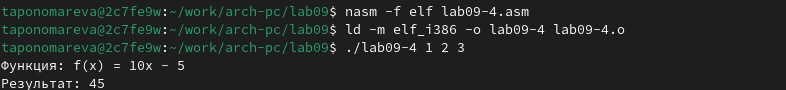 taponomareva@2c7fe9w:~/work/arch-pc/lab09$ nasm -f elf lab09-4.asm
taponomareva@2c7fe9w:~/work/arch-pc/lab09$ ld -m elf_i386 -o lab09-4 lab09-4.o
taponomareva@2c7fe9w:~/work/arch-pc/lab09$ ./lab09-4 1 2 3
Функция: f(x) = 10x - 5
Результат: 45